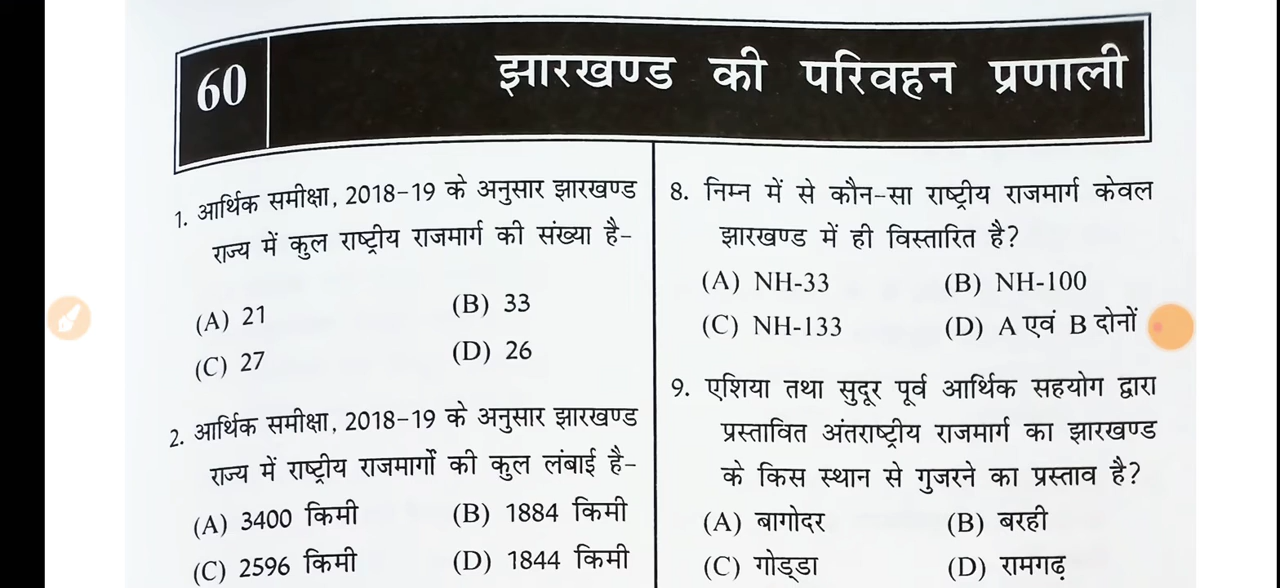 60
झारखण्ड की परिवहन प्रणाली
1. आर्थिक समीक्षा, 2018-19 के अनुसार झारखण्ड
राज्य में कुल राष्ट्रीय राजमार्ग की संख्या है-
(A) 21 (B) 33
(C) 27 (D) 26
2. आर्थिक समीक्षा, 2018-19 के अनुसार झारखण्ड
राज्य में राष्ट्रीय राजमार्गों की कुल लंबाई है-
(A) 3400 किमी (B) 1884 किमी
(C) 2596 किमी (D) 1844 किमी
8. निम्न में से कौन-सा राष्ट्रीय राजमार्ग केवल
झारखण्ड में ही विस्तारित है?
(A) NH-33 (B) NH-100
(C) NH-133 (D) A एवं B दोनों
9. एशिया तथा सुदूर पूर्व आर्थिक सहयोग द्वारा
प्रस्तावित अंतराष्ट्रीय राजमार्ग का झारखण्ड
के किस स्थान से गुजरने का प्रस्ताव है?
(A) बागोदर (B) बरही
(C) गोड्डा (D) रामगढ़